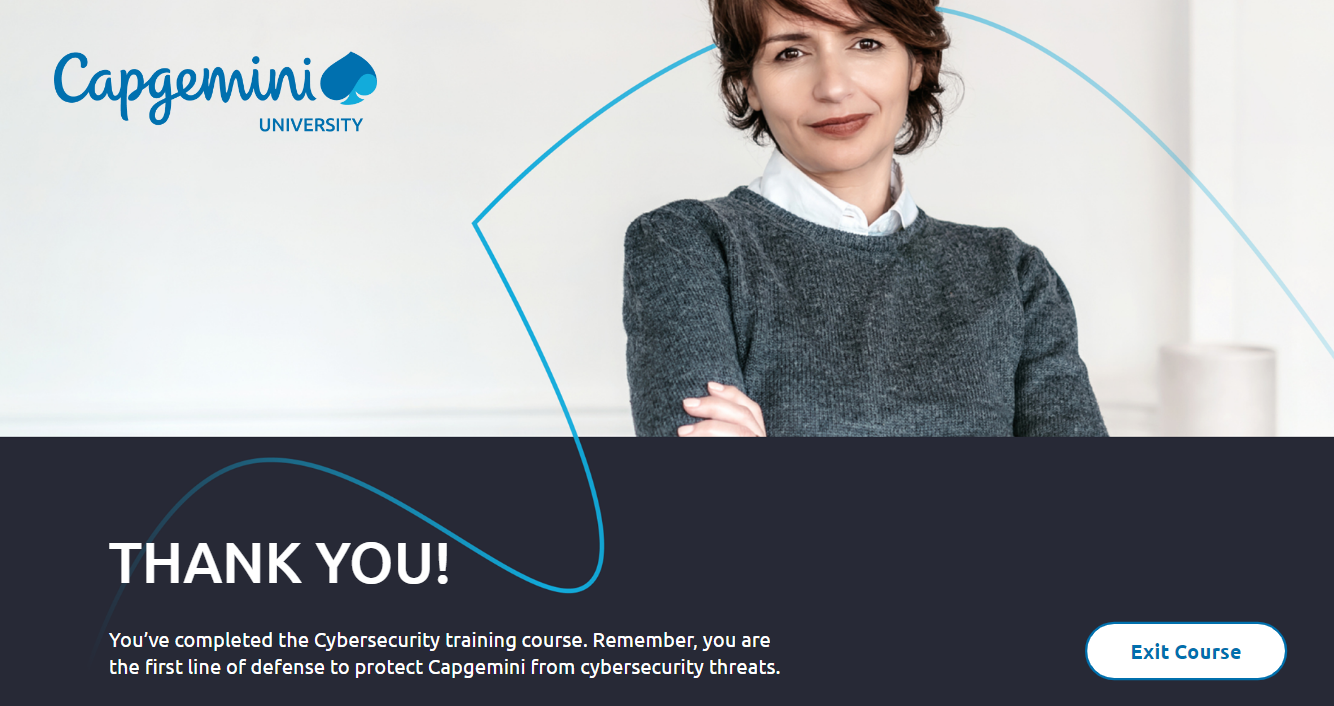 Capgemini
UNIVERSITY
THANK YOU!
You’ve completed the Cybersecurity training course. Remember, you are
the first line of defense to protect Capgemini from cybersecurity threats.
Exit Course